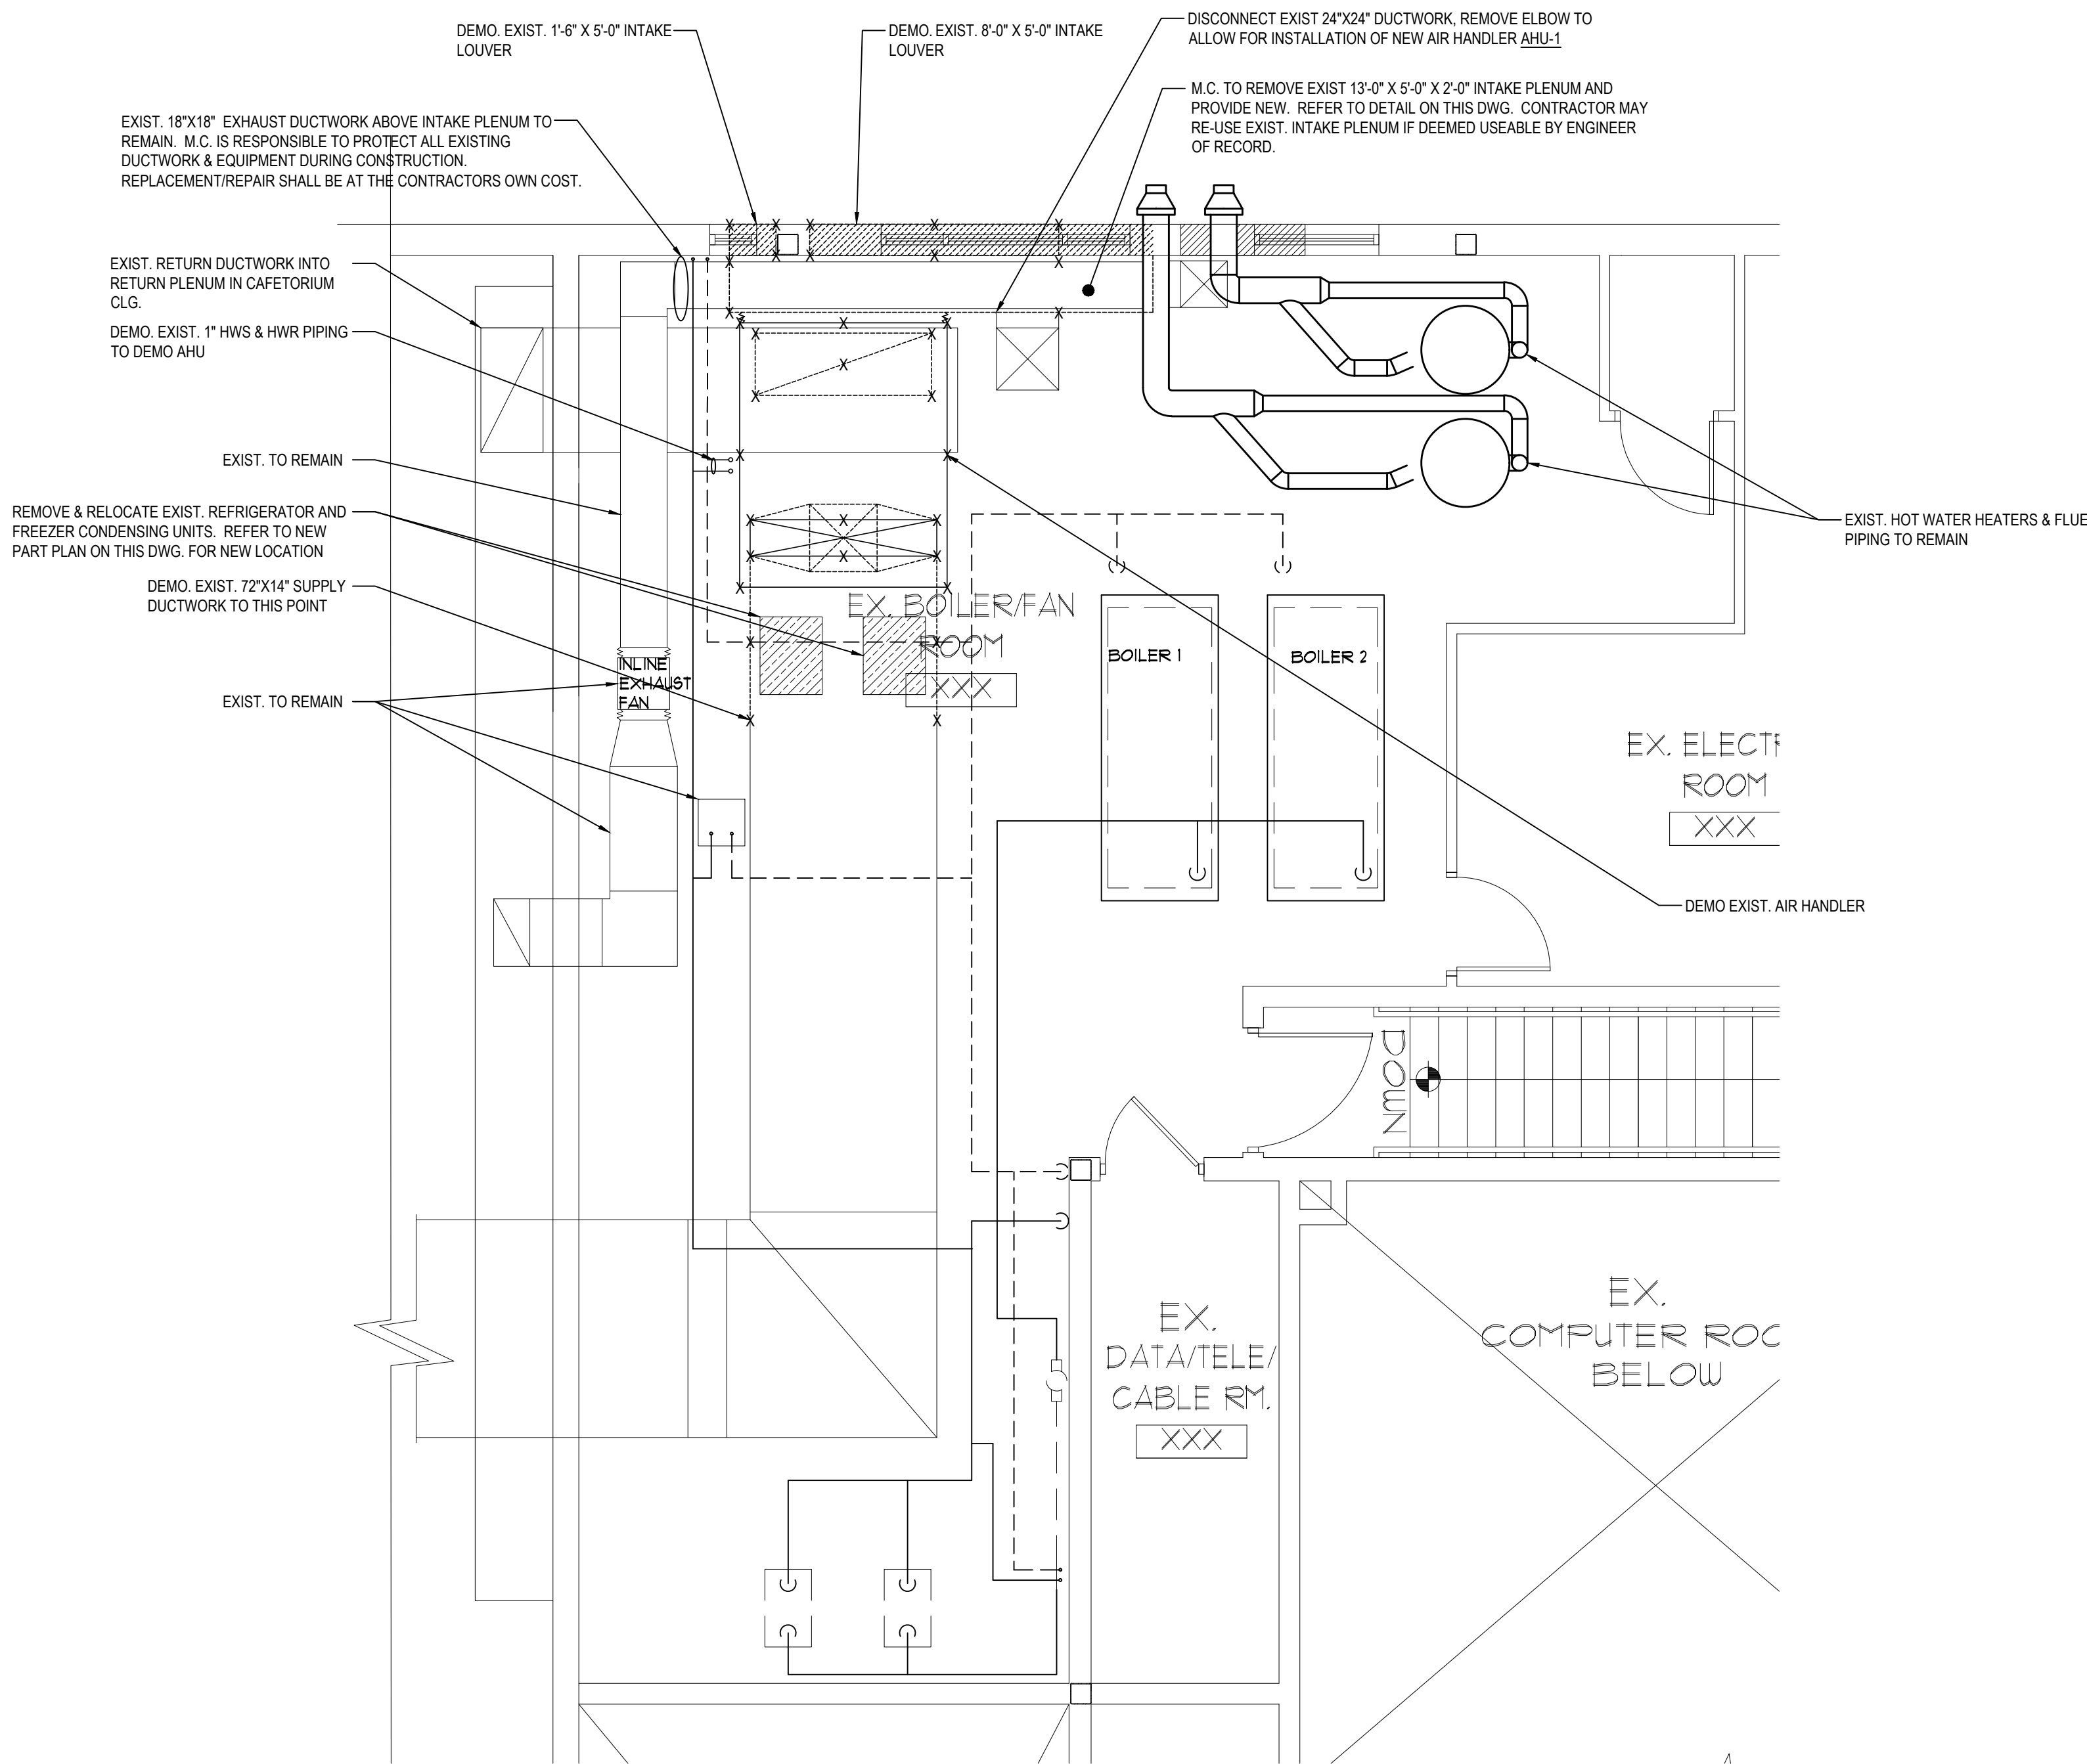 DEMO. EXIST. 1'-6" X 5'-0" INTAKE
LOUVER
DEMO. EXIST. 8'-0" X 5'-0" INTAKE
LOUVER
DISCONNECT EXIST 24"X24" DUCTWORK, REMOVE ELBOW TO
ALLOW FOR INSTALLATION OF NEW AIR HANDLER AHU-1
M.C. TO REMOVE EXIST 13'-0" X 5'-0" X 2'-0" INTAKE PLENUM AND
PROVIDE NEW. REFER TO DETAIL ON THIS DWG. CONTRACTOR MAY
RE-USE EXIST. INTAKE PLENUM IF DEEMED USEABLE BY ENGINEER
OF RECORD.
EXIST. 18"X18" EXHAUST DUCTWORK ABOVE INTAKE PLENUM TO
REMAIN. M.C. IS RESPONSIBLE TO PROTECT ALL EXISTING
DUCTWORK & EQUIPMENT DURING CONSTRUCTION.
REPLACEMENT/REPAIR SHALL BE AT THE CONTRACTORS OWN COST.
EXIST. RETURN DUCTWORK INTO
RETURN PLENUM IN CAFETORIUM
CLG.
DEMO. EXIST. 1" HWS & HWR PIPING
TO DEMO AHU
EXIST. TO REMAIN
REMOVE & RELOCATE EXIST. REFRIGERATOR AND
FREEZER CONDENSING UNITS. REFER TO NEW
PART PLAN ON THIS DWG. FOR NEW LOCATION
EXIST. HOT WATER HEATERS & FLUE
PIPING TO REMAIN
DEMO. EXIST. 72"X14" SUPPLY
DUCTWORK TO THIS POINT
EX. BOILER/FAN
ROOM
XXX
BOILER 1
BOILER 2
INLINE
EXHAUST
FAN
EXIST. TO REMAIN
EX. ELECTR
ROOM
XXX
DEMO EXIST. AIR HANDLER
DOWN
EX.
DATA/TELE/
CABLE RM.
XXX
EX.
COMPUTER ROO
BELOW